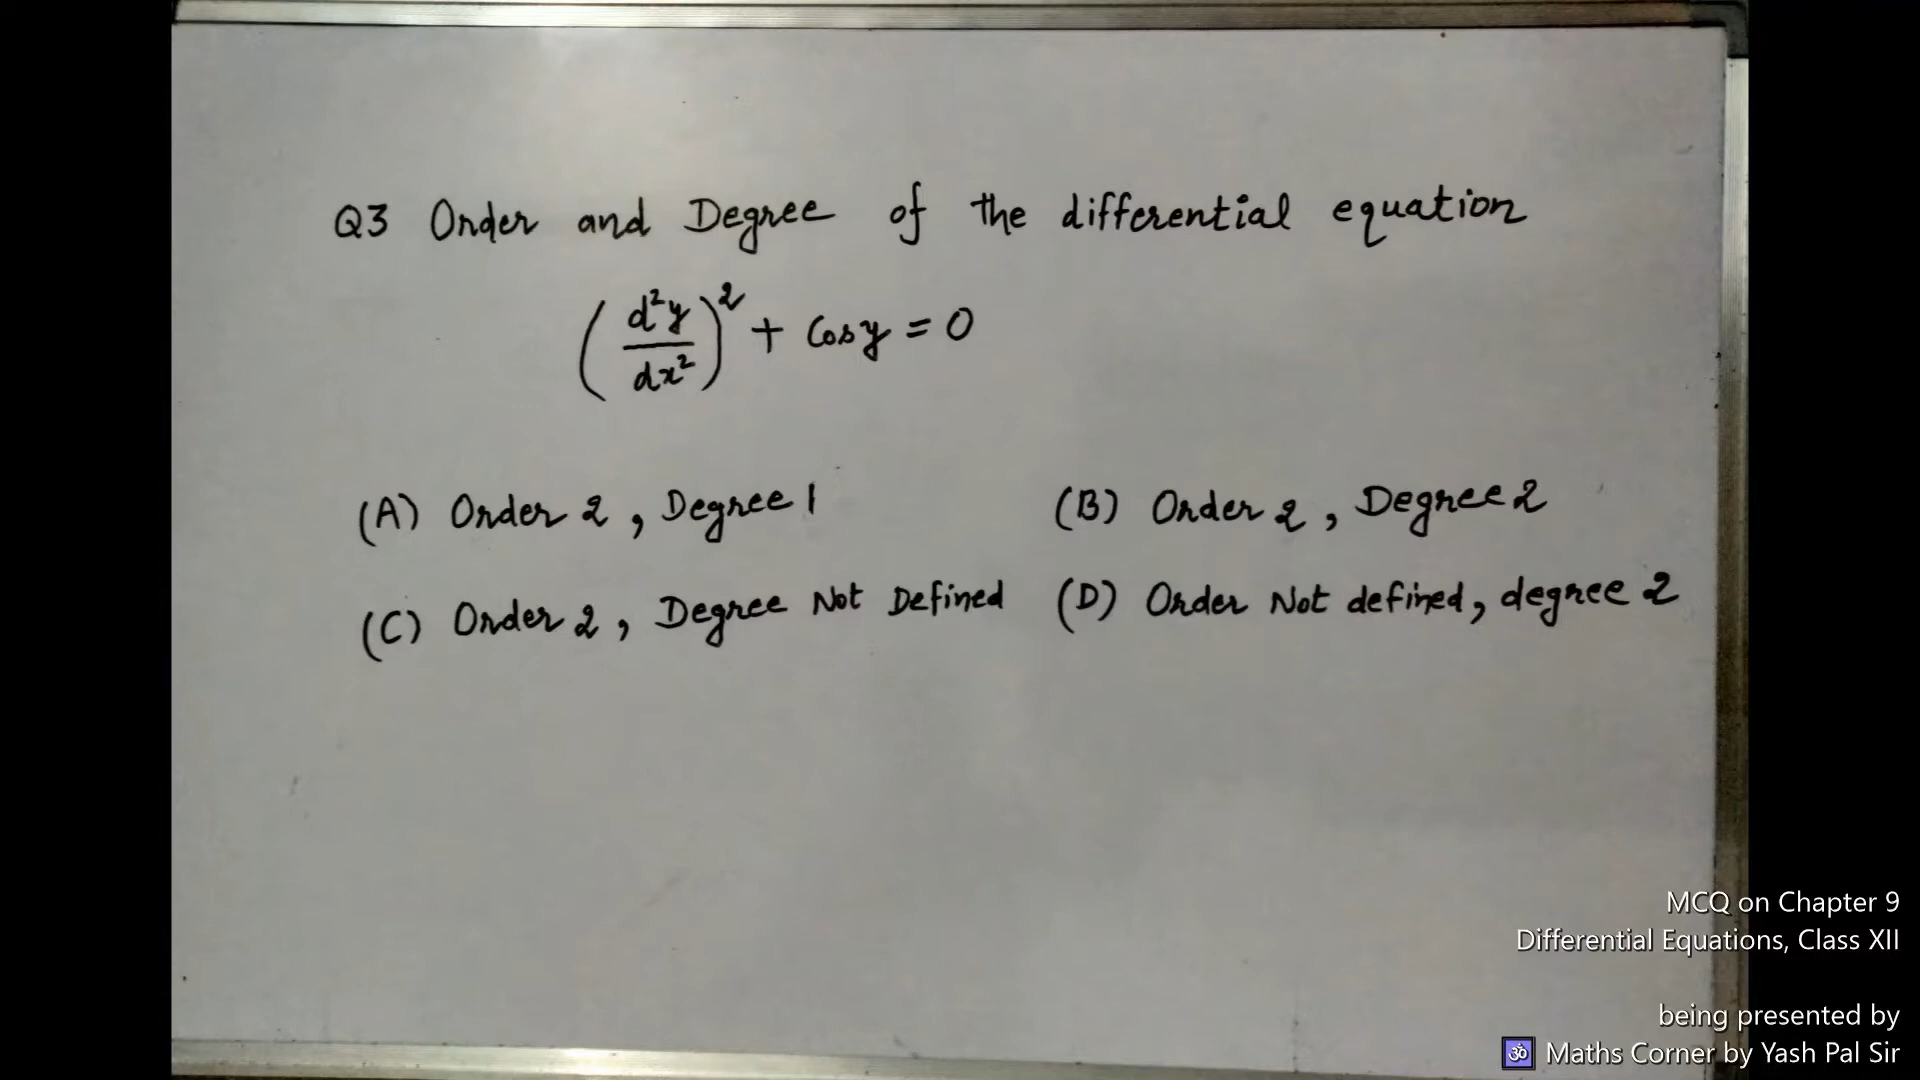 Q3 Order and Degree of the differential equation
(d²y/dx²)² + Cos y = 0
(A) Order 2, Degree 1
(B) Order 2, Degree 2
(C) Order 2, Degree Not Defined
(D) Order Not defined, degree 2
MCQ on Chapter 9
Differential Equations, Class XII
being presented by
ॐ Maths Corner by Yash Pal Sir